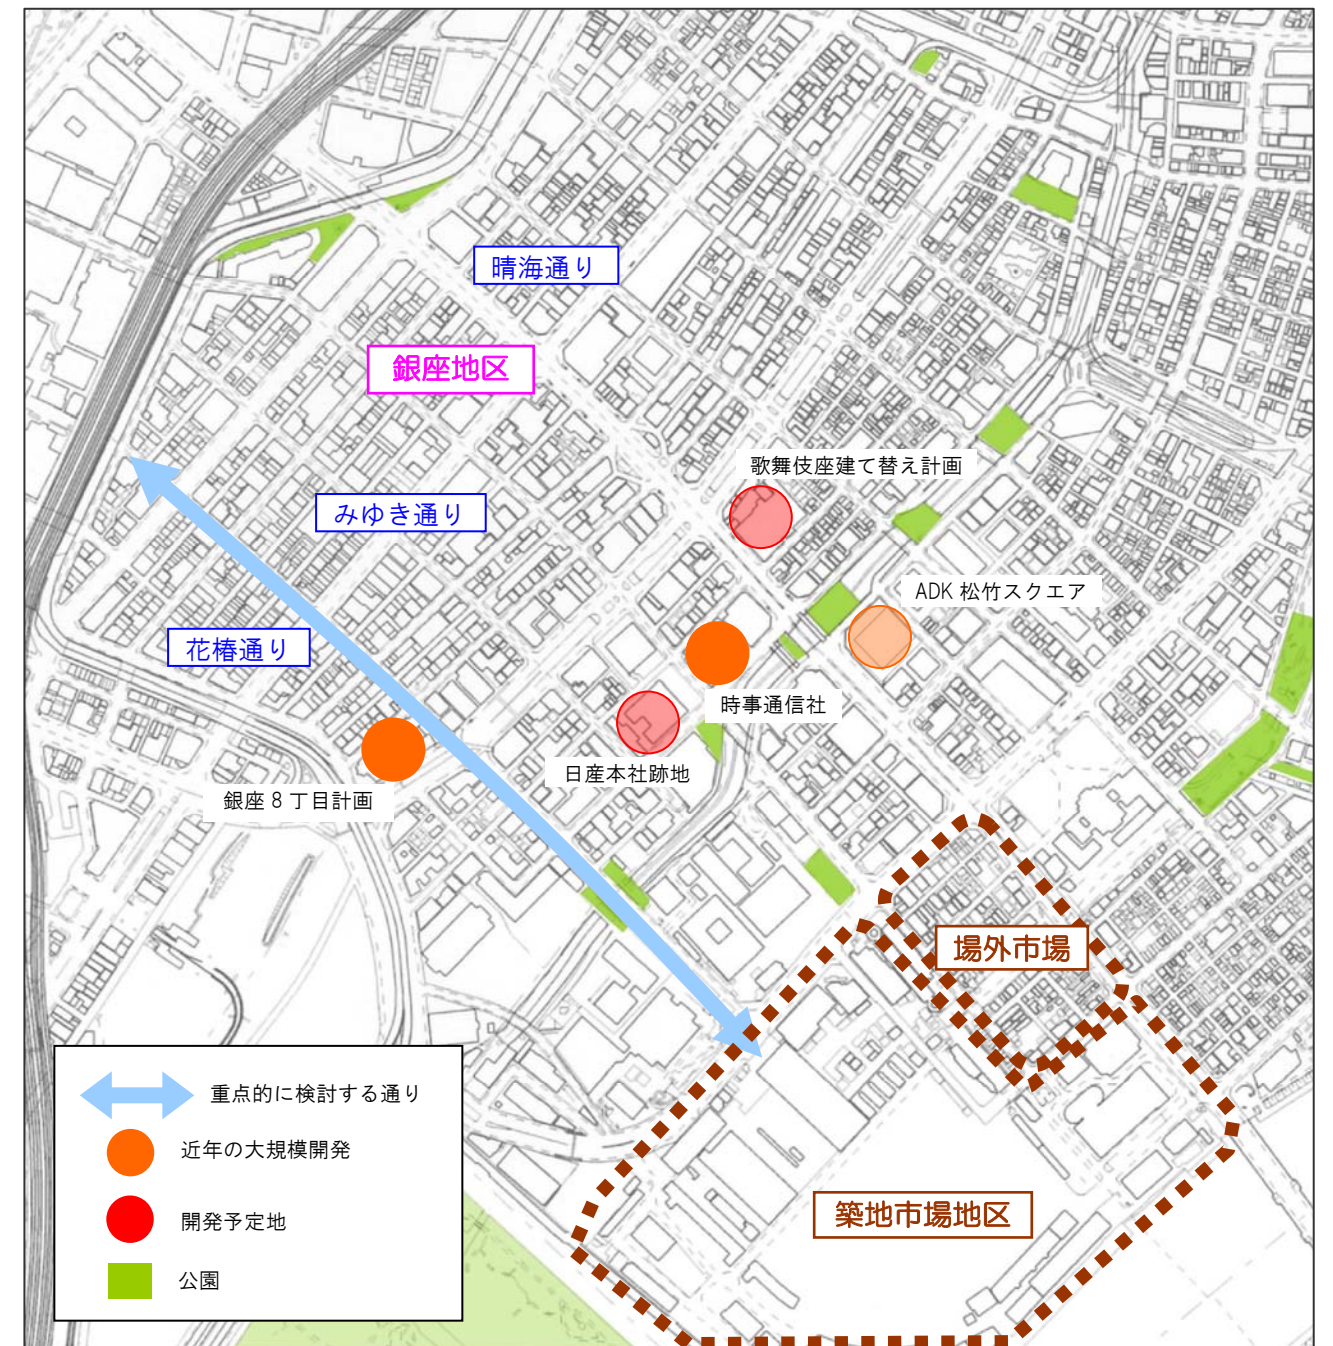 晴海通り
銀座地区
歌舞伎座建て替え計画
みゆき通り
ADK 松竹スクエア
花椿通り
時事通信社
日産本社跡地
銀座 8 丁目計画
場外市場
築地市場地区
重点的に検討する通り
近年の大規模開発
開発予定地
公園